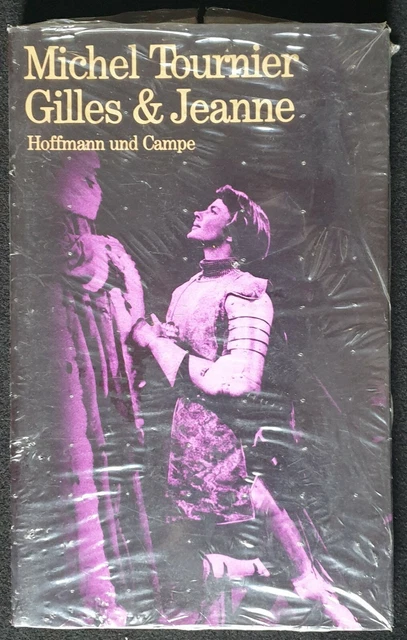 Michel Tournier
Gilles & Jeanne
Hoffmann und Campe